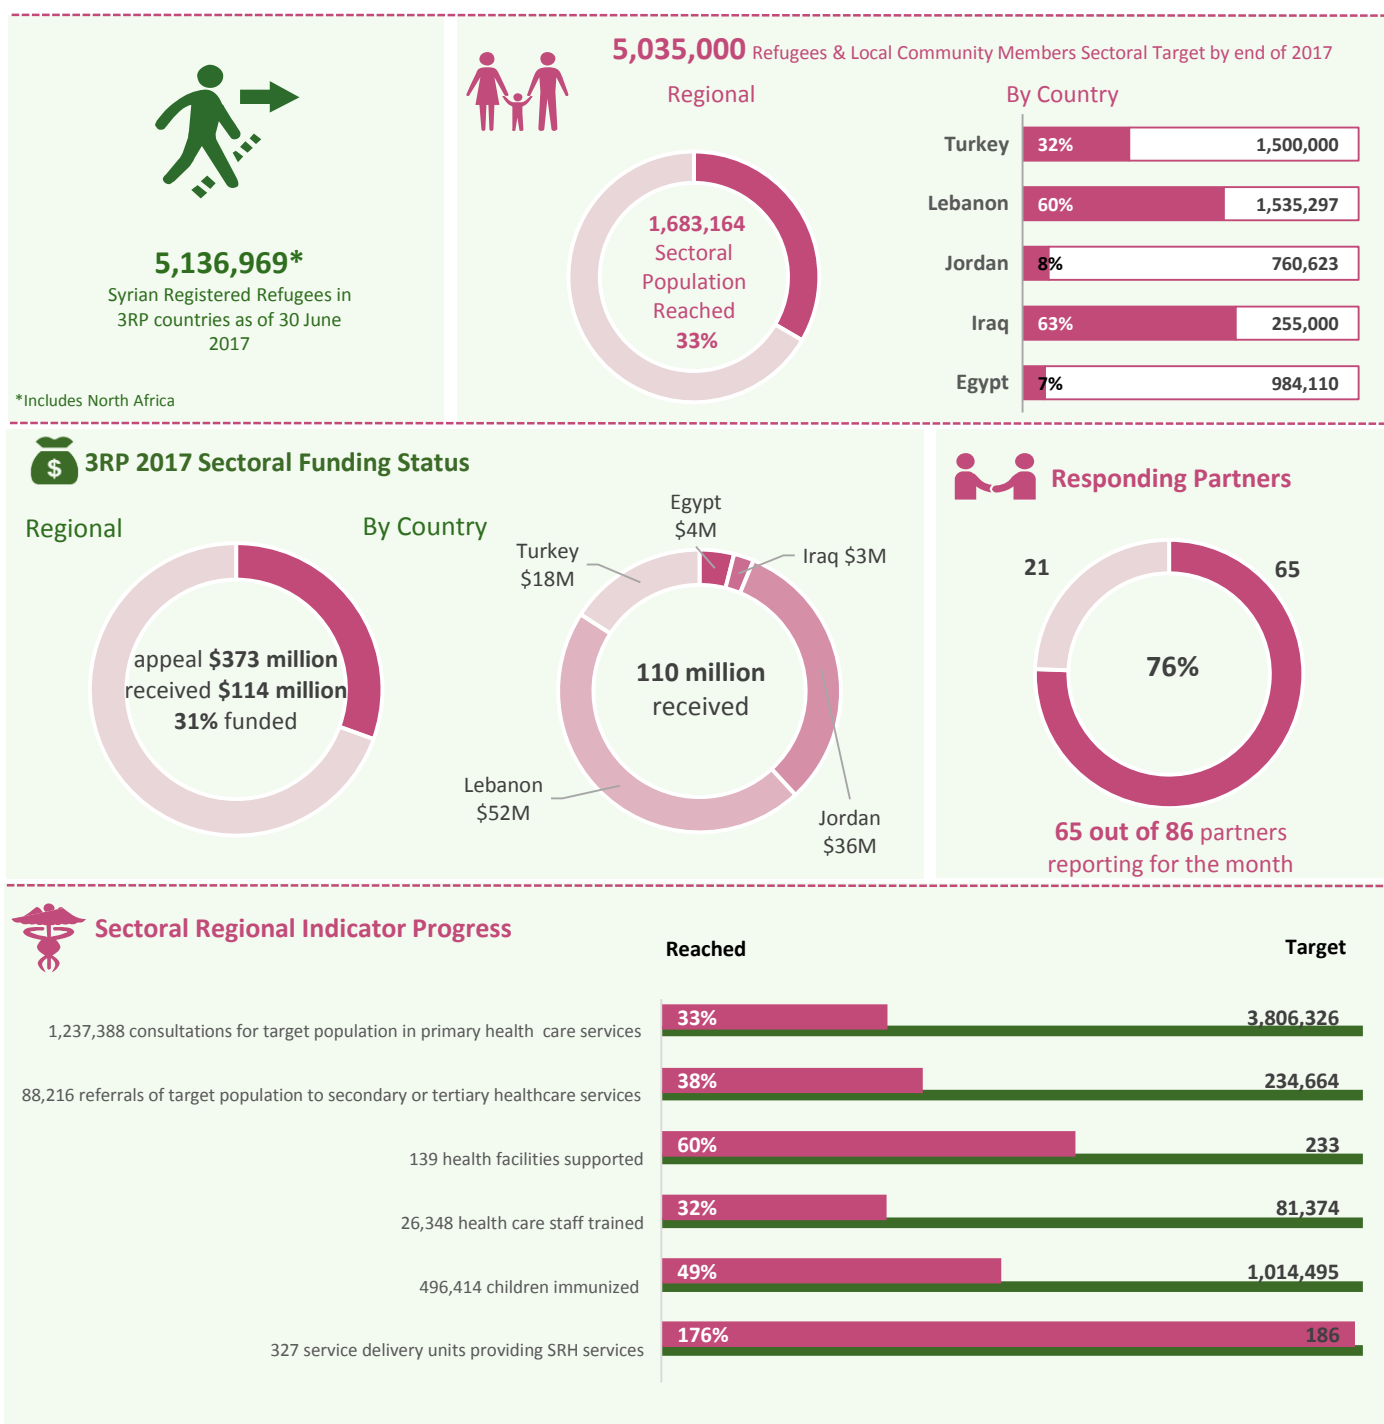 5,136,969*
Syrian Registered Refugees in
3RP countries as of 30 June
2017
*Includes North Africa
5,035,000 Refugees & Local Community Members Sectoral Target by end of 2017
Regional
1,683,164
Sectoral
Population
Reached
33%
By Country
Turkey 32% 1,500,000
Lebanon 60% 1,535,297
Jordan 8% 760,623
Iraq 63% 255,000
Egypt 7% 984,110
$
3RP 2017 Sectoral Funding Status
Regional
appeal $373 million
received $114 million
31% funded
By Country
Egypt
$4M
Iraq $3M
Turkey
$18M
110 million
received
Lebanon
$52M
Jordan
$36M
Responding Partners
21
65
76%
65 out of 86 partners
reporting for the month
Sectoral Regional Indicator Progress
Reached Target
1,237,388 consultations for target population in primary health care services 33% 3,806,326
88,216 referrals of target population to secondary or tertiary healthcare services 38% 234,664
139 health facilities supported 60% 233
26,348 health care staff trained 32% 81,374
496,414 children immunized 49% 1,014,495
327 service delivery units providing SRH services 176% 186